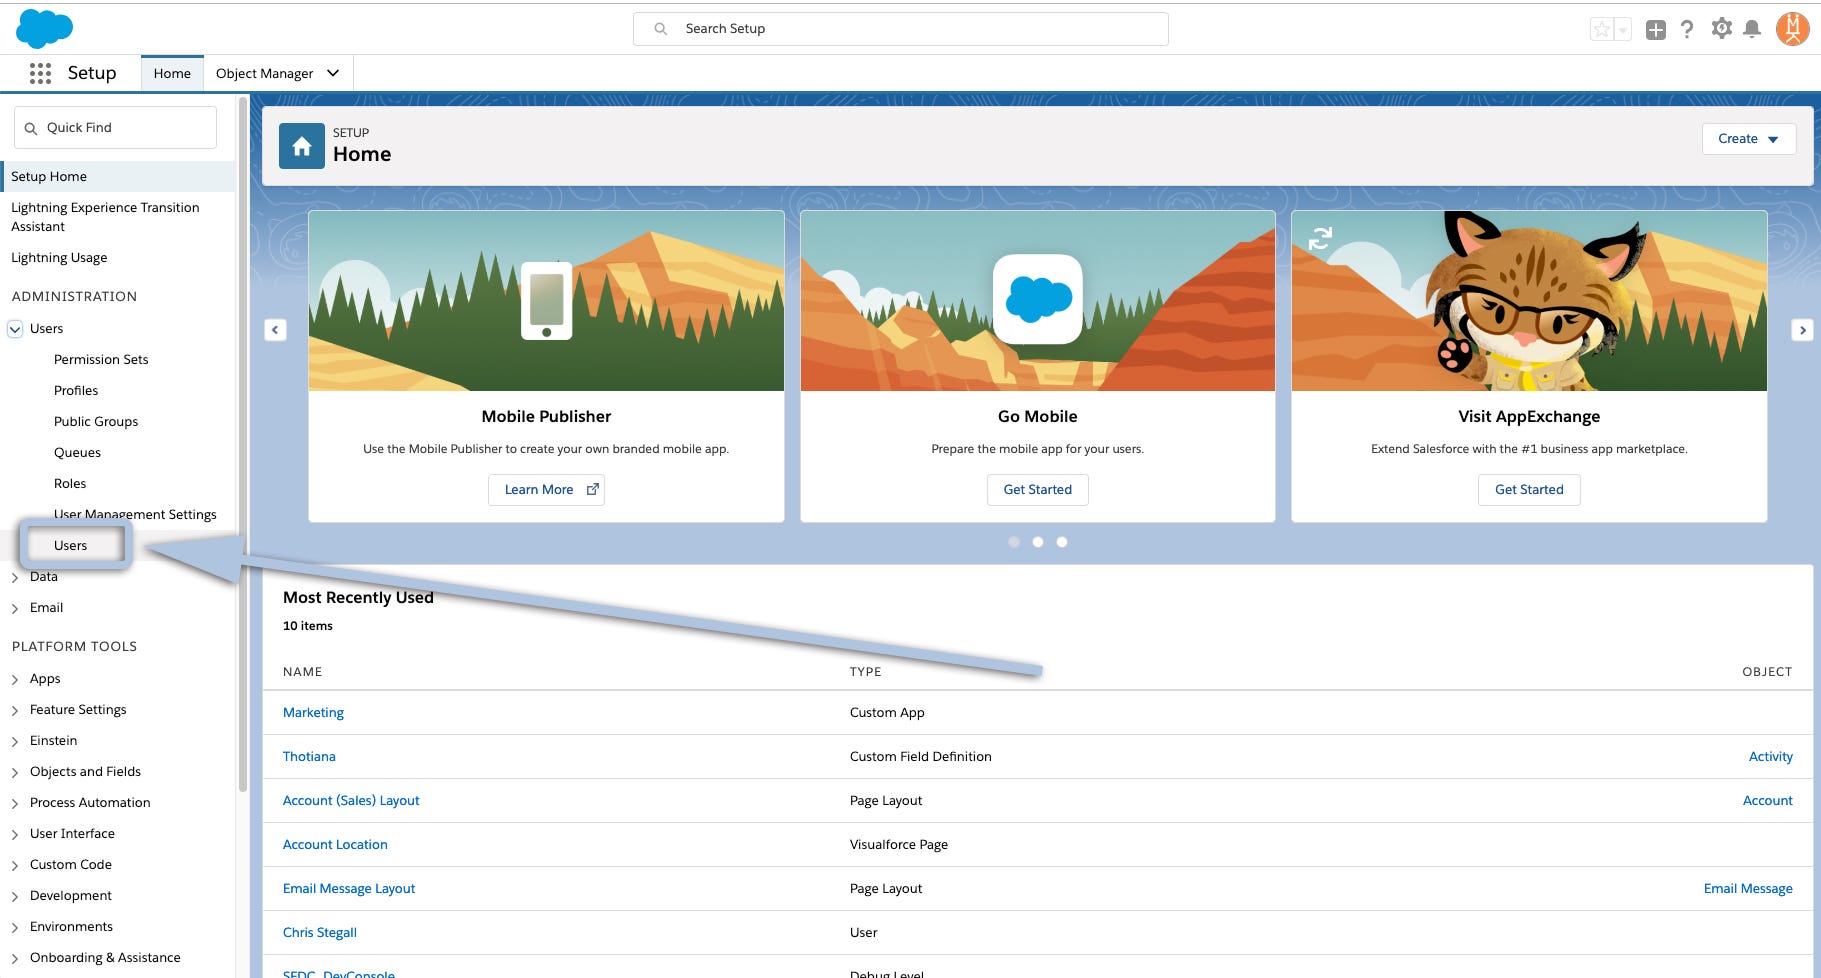 Search Setup
Setup
Home
Object Manager
Quick Find
Setup Home
Lightning Experience Transition
Assistant
Lightning Usage
ADMINISTRATION
Users
Permission Sets
Profiles
Public Groups
Queues
Roles
User Management Settings
Users
Data
Email
PLATFORM TOOLS
Apps
Feature Settings
Einstein
Objects and Fields
Process Automation
User Interface
Custom Code
Development
Environments
Onboarding & Assistance
SETUP
Home
Create
Mobile Publisher
Use the Mobile Publisher to create your own branded mobile app.
Learn More
Go Mobile
Prepare the mobile app for your users.
Get Started
Visit AppExchange
Extend Salesforce with the #1 business app marketplace.
Get Started
Most Recently Used
10 items
NAME TYPE OBJECT
Marketing Custom App
Thotiana Custom Field Definition Activity
Account (Sales) Layout Page Layout Account
Account Location Visualforce Page
Email Message Layout Page Layout Email Message
Chris Stegall User
SFDC_DevConsole Debug Level